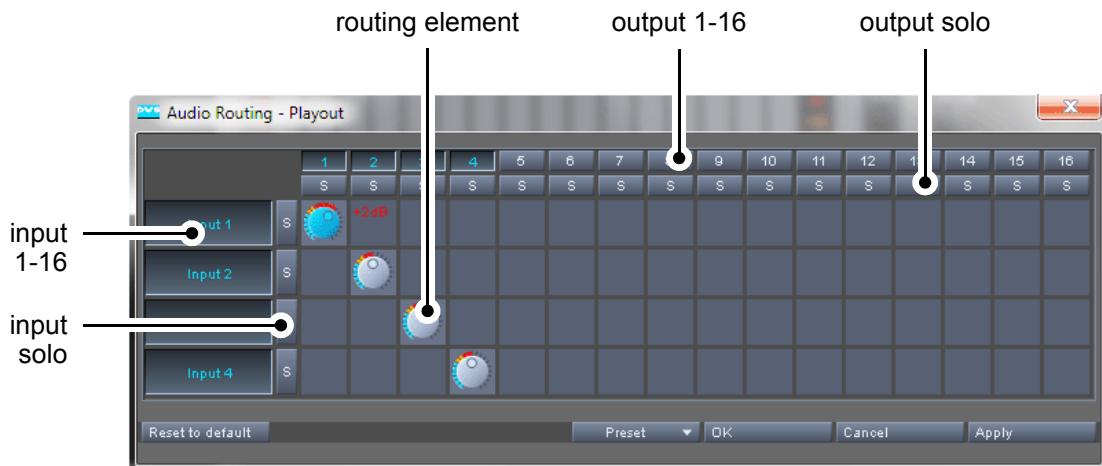 routing element output 1-16 output solo
DVS Audio Routing - Playout X
1 2 4 5 6 7 9 10 11 12 14 15 16
S S S S S S S S S S S S S S S
input 1-16
Input 1 S +2dB
Input 2 S
input solo
Input 4 S
Reset to default Preset OK Cancel Apply